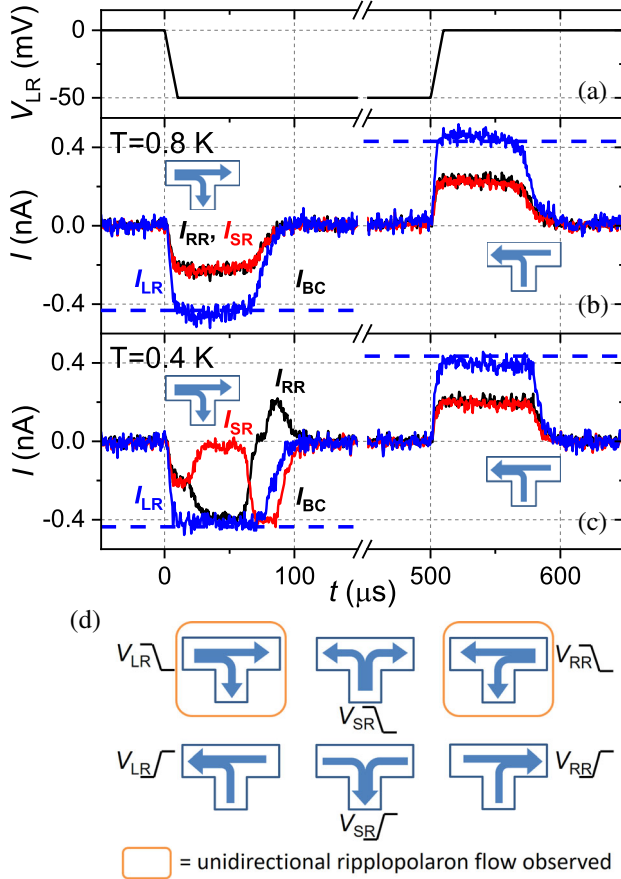 (a)
V_LR (mV)
0
-50
T=0.8 K
I_RR, I_SR
I_LR
I_BC
(b)
I (nA)
0.4
0.0
-0.4
T=0.4 K
I_RR
I_SR
I_LR
I_BC
(c)
I (nA)
0.4
0.0
-0.4
0 100 500 600
t (μs)
(d)
V_LR
V_SR
V_RR
V_LR
V_SR
V_RR
= unidirectional ripplopolaron flow observed